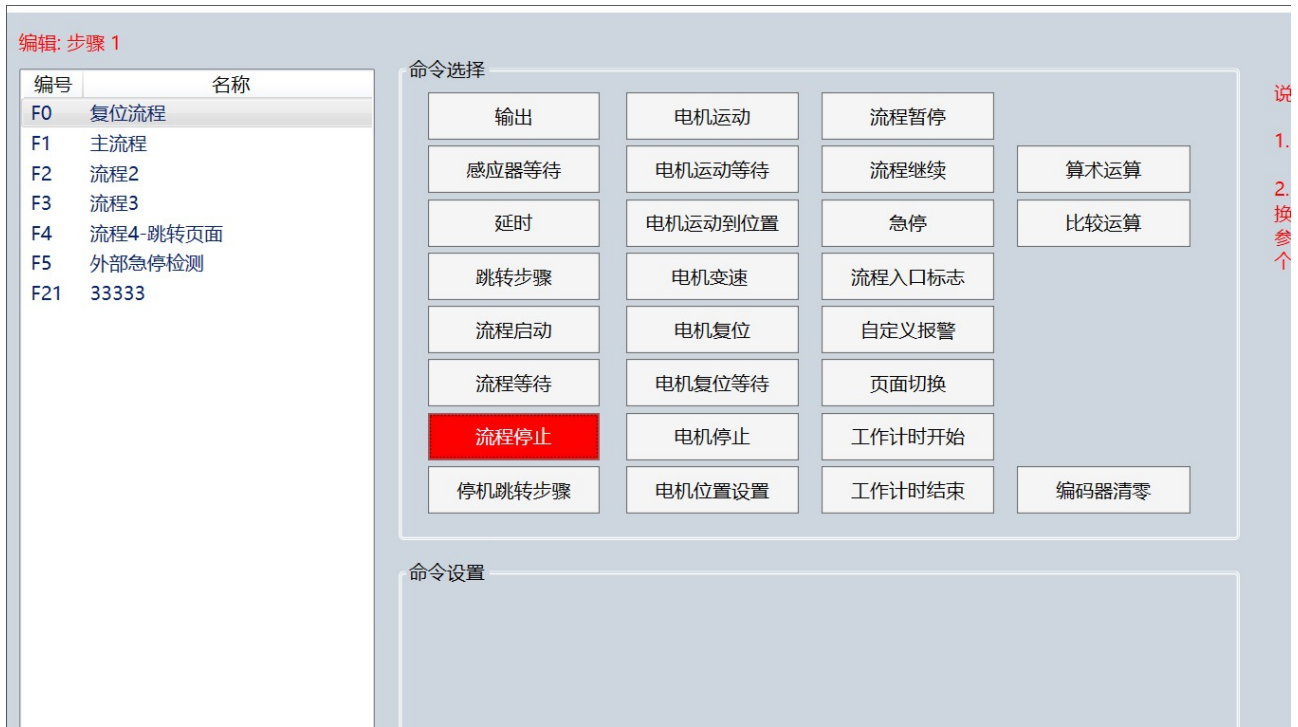 编辑: 步骤 1
编号 名称
F0 复位流程
F1 主流程
F2 流程2
F3 流程3
F4 流程4-跳转页面
F5 外部急停检测
F21 33333
命令选择
输出 电机运动 流程暂停
感应器等待 电机运动等待 流程继续 算术运算
延时 电机运动到位置 急停 比较运算
跳转步骤 电机变速 流程入口标志
流程启动 电机复位 自定义报警
流程等待 电机复位等待 页面切换
流程停止 电机停止 工作计时开始
停机跳转步骤 电机位置设置 工作计时结束 编码器清零
命令设置
说
1.
2.
换
参
个